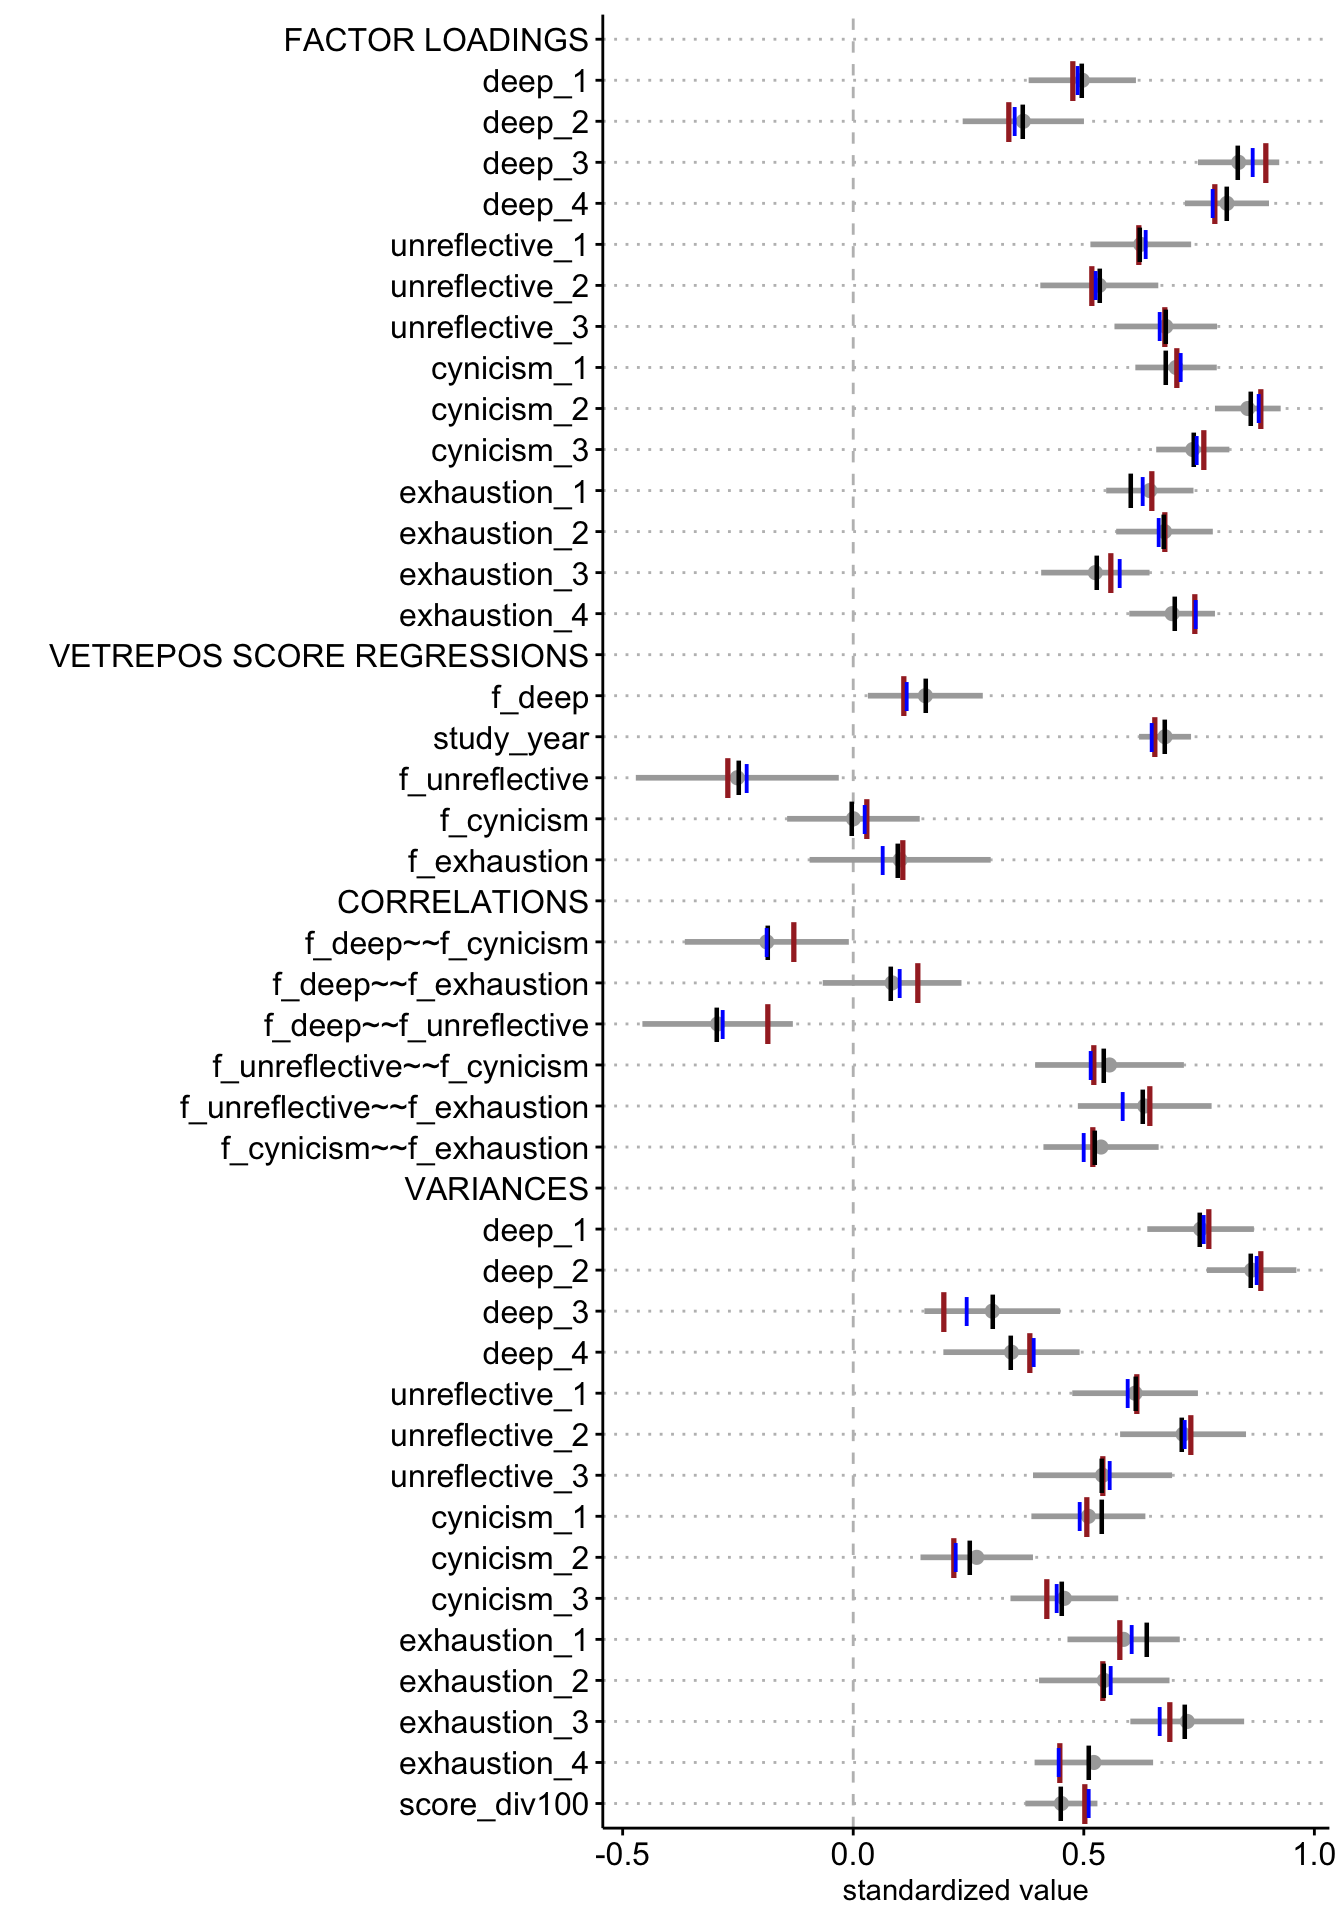 FACTOR LOADINGS
deep_1
deep_2
deep_3
deep_4
unreflective_1
unreflective_2
unreflective_3
cynicism_1
cynicism_2
cynicism_3
exhaustion_1
exhaustion_2
exhaustion_3
exhaustion_4
VETREPOS SCORE REGRESSIONS
f_deep
study_year
f_unreflective
f_cynicism
f_exhaustion
CORRELATIONS
f_deep~~f_cynicism
f_deep~~f_exhaustion
f_deep~~f_unreflective
f_unreflective~~f_cynicism
f_unreflective~~f_exhaustion
f_cynicism~~f_exhaustion
VARIANCES
deep_1
deep_2
deep_3
deep_4
unreflective_1
unreflective_2
unreflective_3
cynicism_1
cynicism_2
cynicism_3
exhaustion_1
exhaustion_2
exhaustion_3
exhaustion_4
score_div100
-0.5 0.0 0.5 1.0
standardized value